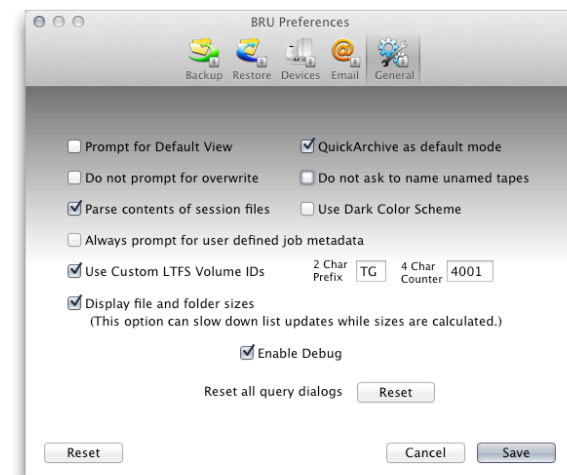 BRU Preferences
Backup Restore Devices Email General
Prompt for Default View
QuickArchive as default mode
Do not prompt for overwrite
Do not ask to name unamed tapes
Parse contents of session files
Use Dark Color Scheme
Always prompt for user defined job metadata
Use Custom LTFS Volume IDs
2 Char Prefix
TG
4 Char Counter
4001
Display file and folder sizes
(This option can slow down list updates while sizes are calculated.)
Enable Debug
Reset all query dialogs
Reset
Reset
Cancel
Save